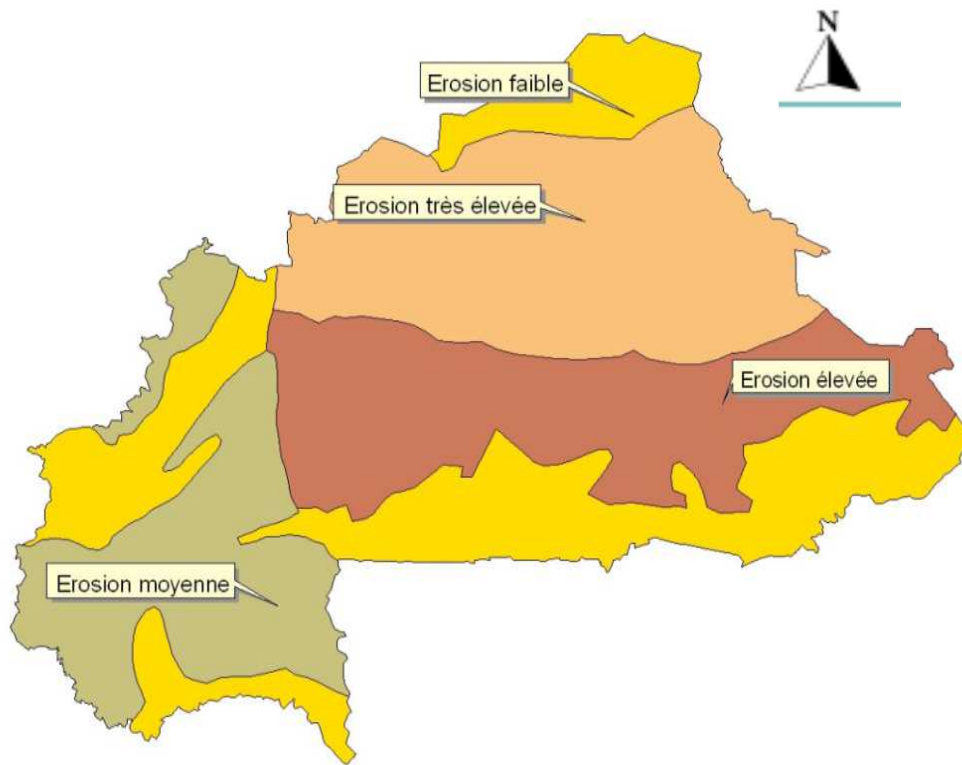 N
Erosion faible
Erosion très élevée
Erosion élevée
Erosion moyenne